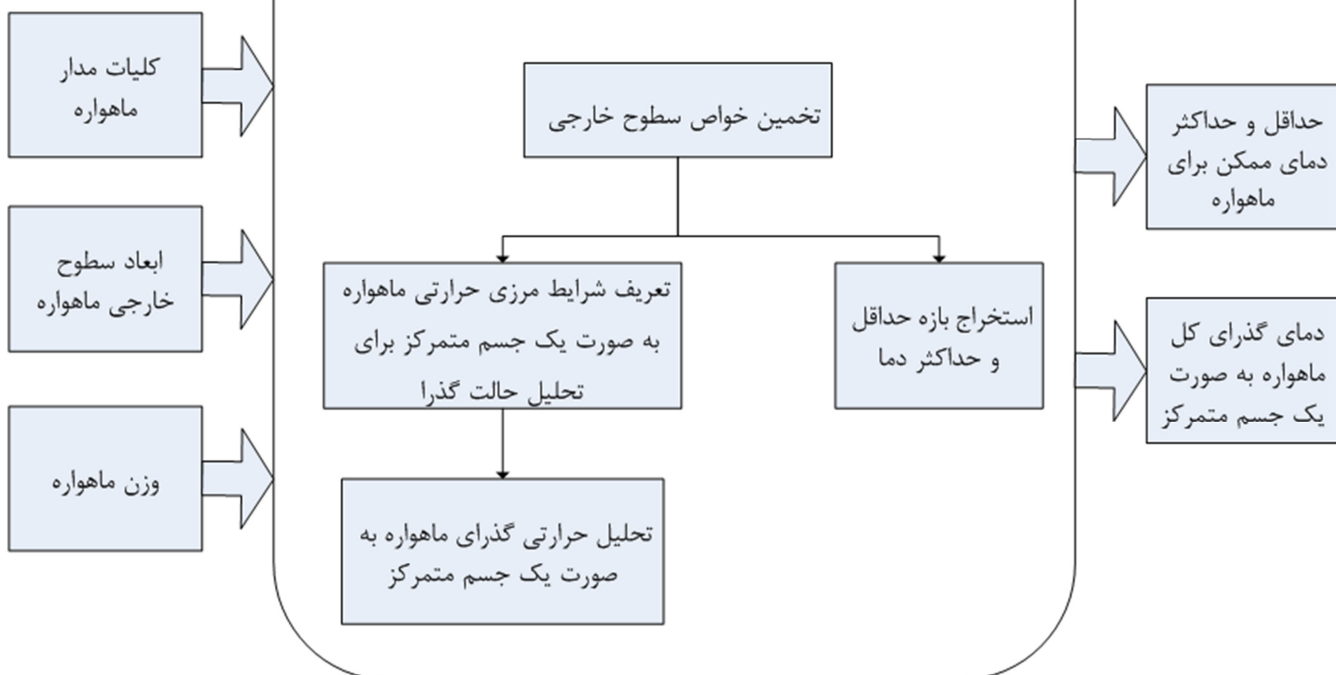 کلیات مدار
ماهواره
ابعاد سطوح
خارجی ماهواره
وزن ماهواره
تخمین خواص سطوح خارجی
تعریف شرایط مرزی حرارتی ماهواره
به صورت یک جسم متمرکز برای
تحلیل حالت گذرا
استخراج بازه حداقل
و حداکثر دما
تحلیل حرارتی گذرای ماهواره به
صورت یک جسم متمرکز
حداقل و حداکثر
دمای ممکن برای
ماهواره
دمای گذرای کل
ماهواره به صورت
یک جسم متمرکز